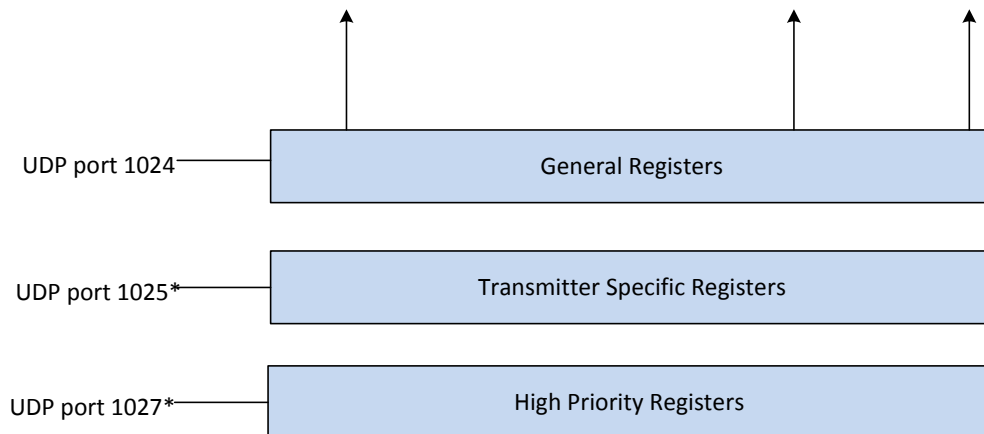 UDP port 1024
General Registers
UDP port 1025*
Transmitter Specific Registers
UDP port 1027*
High Priority Registers